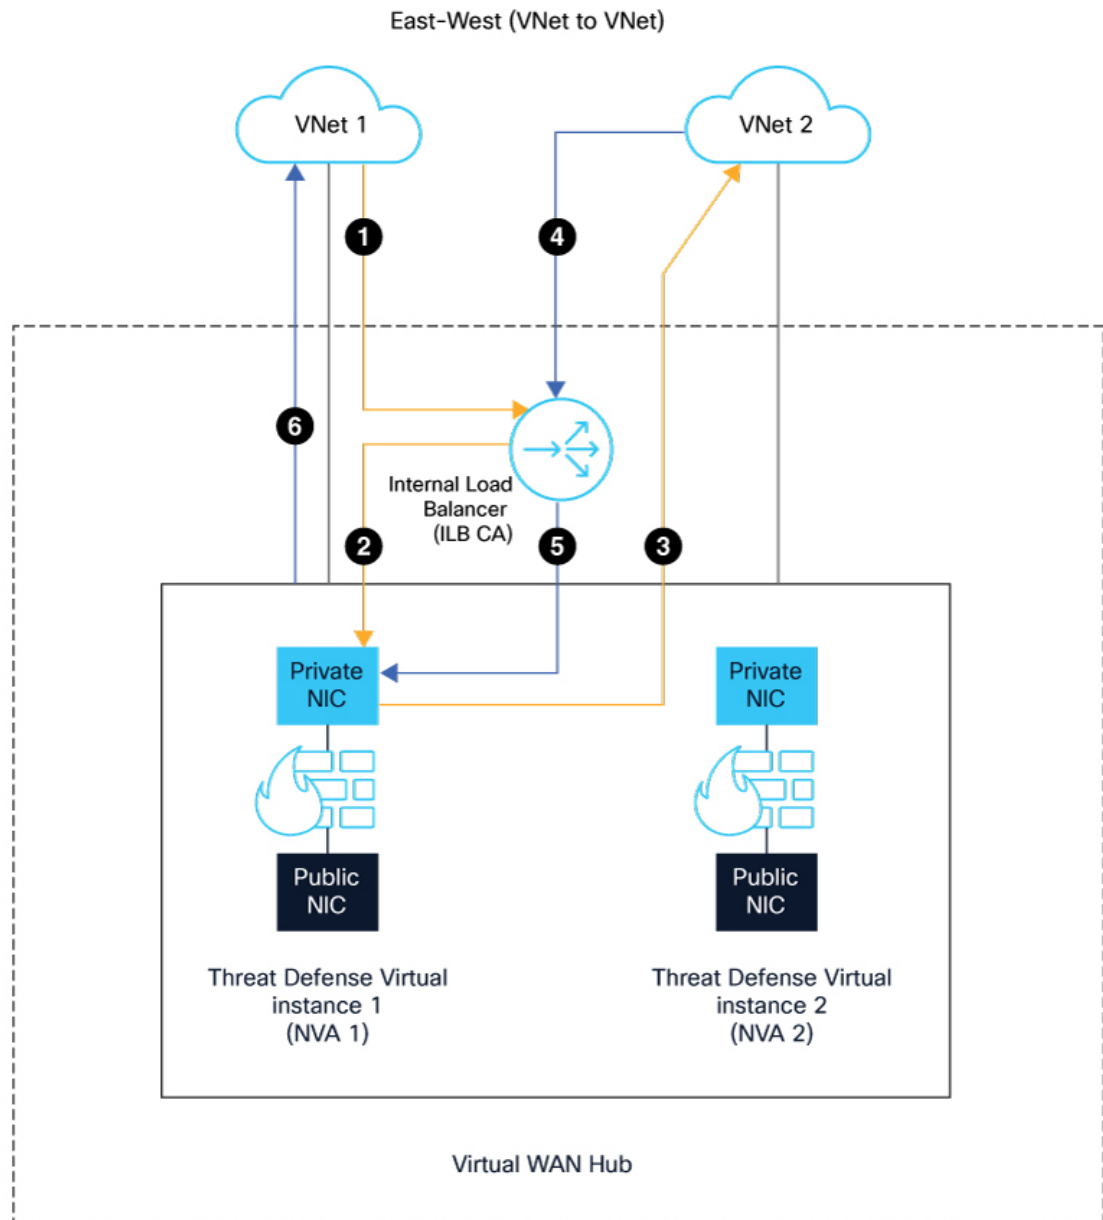 East-West (VNet to VNet)
VNet 1
VNet 2
1
4
6
Internal Load
Balancer
(ILB CA)
2
5
3
Private
NIC
Private
NIC
Public
NIC
Public
NIC
Threat Defense Virtual
instance 1
(NVA 1)
Threat Defense Virtual
instance 2
(NVA 2)
Virtual WAN Hub